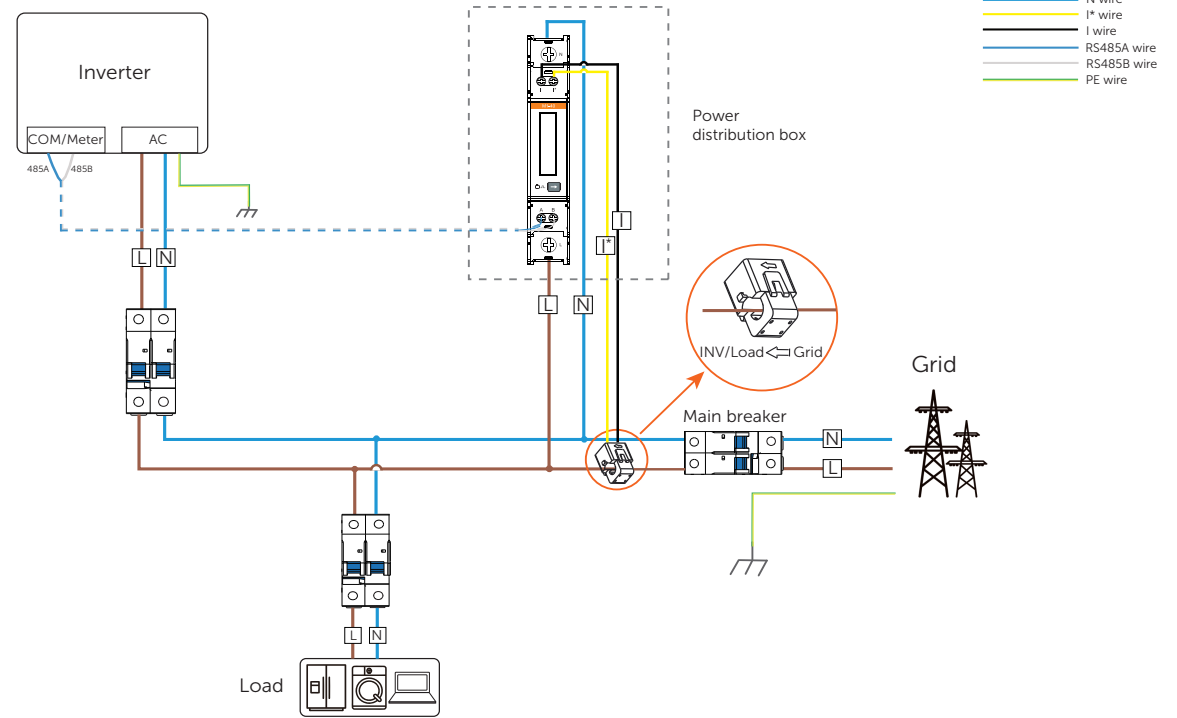 N wire
I* wire
I wire
RS485A wire
RS485B wire
PE wire
Inverter
COM/Meter
AC
485A
485B
Power
distribution box
N
I
I*
A
B
L
I
I*
L
N
L
N
INV/Load
Grid
Grid
Main breaker
N
L
L
N
Load